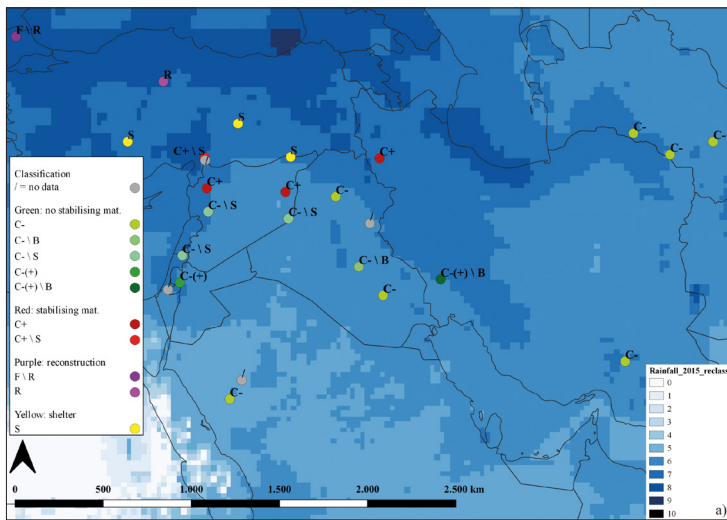 F \ R
R
S
S
C+ \ S
S
C+
C-
C-
C-
C+
C+
C-
C- \ S
C- \ S
/
C- \ S
C- \ B
C-(+)
C-(+) \ B
C-
/
C-
C-
Classification
/ = no data
Green: no stabilising mat.
C-
C- \ B
C- \ S
C-(+)
C-(+) \ B
Red: stabilising mat.
C+
C+ \ S
Purple: reconstruction
F \ R
R
Yellow: shelter
S
Rainfall_2015_reclass
0
1
2
3
4
5
6
7
8
9
10
0 500 1.000 1.500 2.000 2.500 km
a)